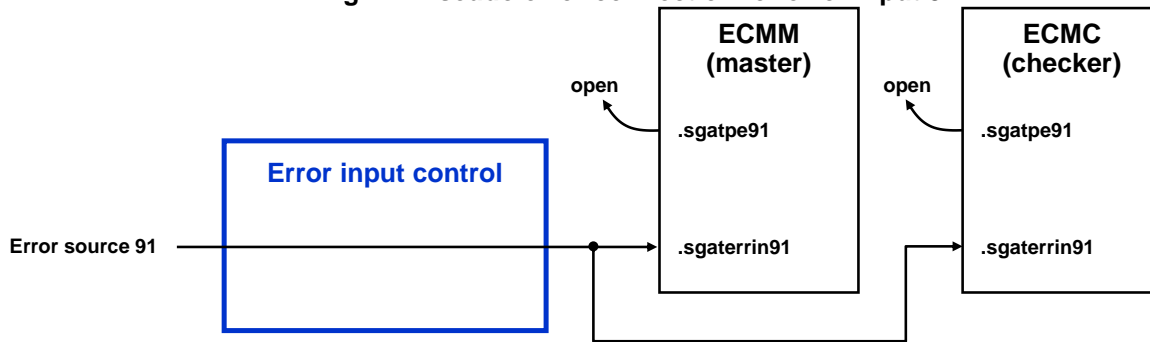 ECMM
(master)
ECMC
(checker)
open
open
.sgatpe91
.sgatpe91
Error input control
Error source 91
.sgaterrin91
.sgaterrin91